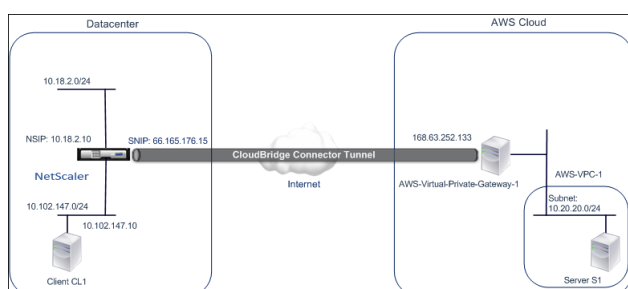 Datacenter
AWS Cloud
10.18.2.0/24
NSIP: 10.18.2.10
SNIP: 66.165.176.15
168.63.252.133
CloudBridge Connector Tunnel
NetScaler
Internet
AWS-Virtual-Private-Gateway-1
AWS-VPC-1
10.102.147.0/24
10.102.147.10
Subnet:
10.20.20.0/24
Client CL1
Server S1